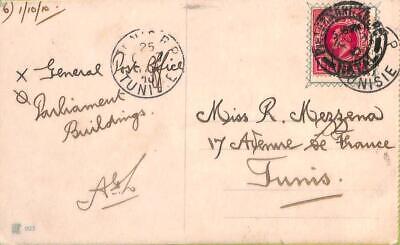 6) 1/10/10
× General Post Office
× Parliament
Buildings.
TUNIS R.P
25
TUNISIE
R.P
TUNISIE
Miss R. Mezzena
17 Avenue de France
Tunis.